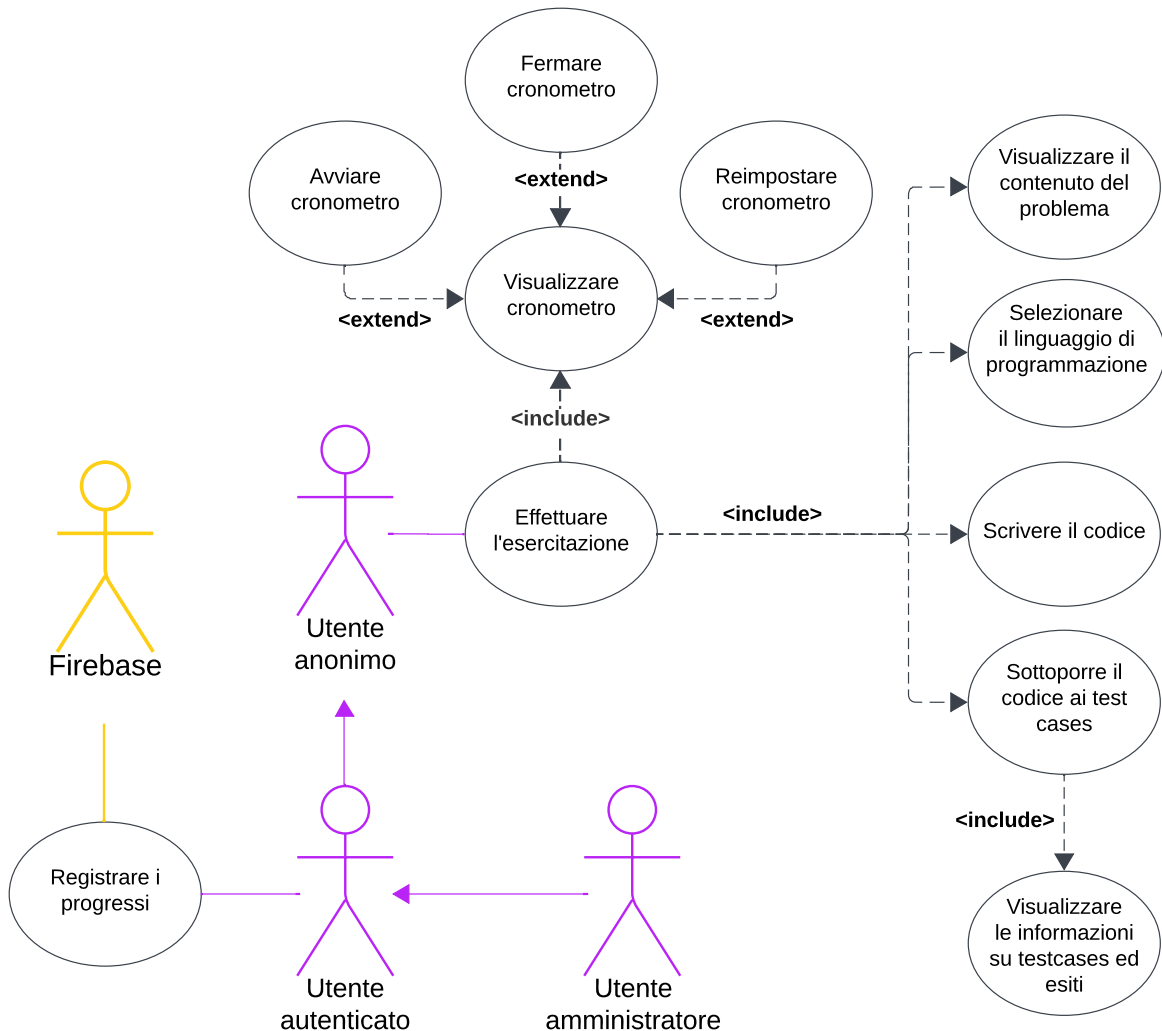 Fermare
cronometro
Avviare
cronometro
<extend>
Reimpostare
cronometro
Visualizzare il
contenuto del
problema
Visualizzare
cronometro
<extend>
<extend>
Selezionare
il linguaggio di
programmazione
<include>
Effettuare
l'esercitazione
<include>
Scrivere il codice
Utente
anonimo
Firebase
Sottoporre il
codice ai test
cases
<include>
Registrare i
progressi
Visualizzare
le informazioni
su testcases ed
esiti
Utente
autenticato
Utente
amministratore